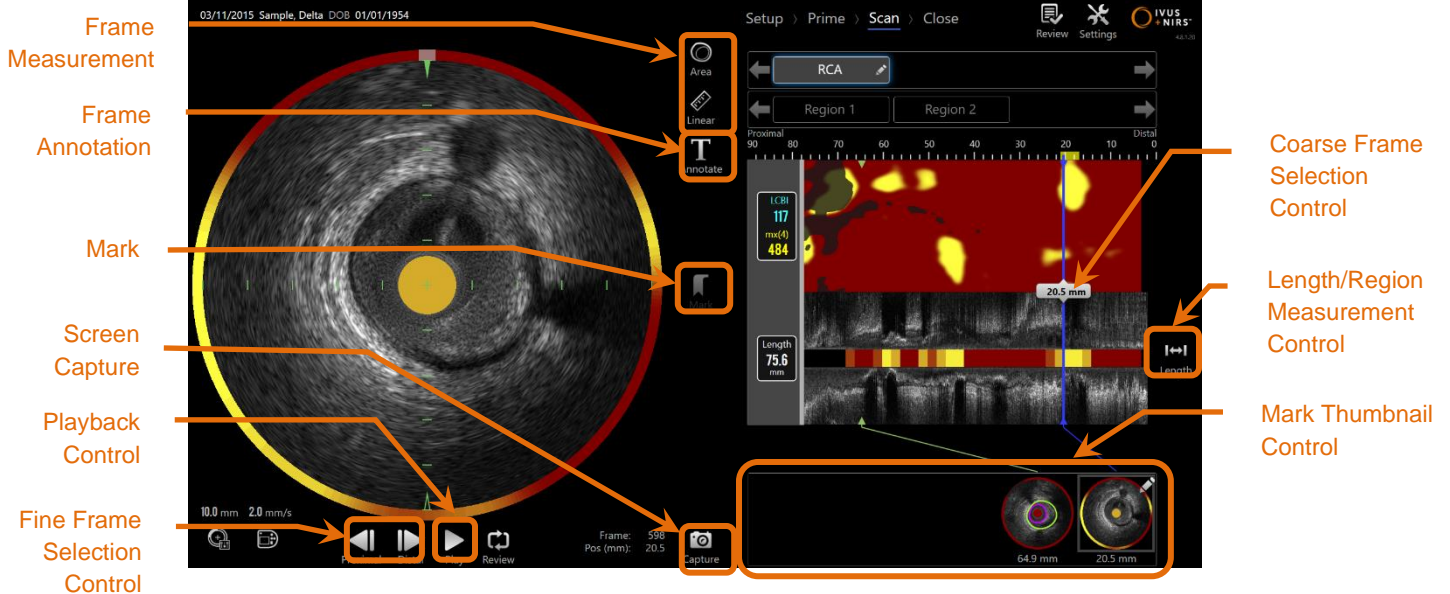 Frame
Measurement
Frame
Annotation
Mark
Screen
Capture
Playback
Control
Fine Frame
Selection
Control
03/11/2015 Sample, Delta DOB 01/01/1954
Area
Linear
Annotate
Mark
10.0 mm 2.0 mm/s
Proximal Distal Play Review
Frame: 598
Pos (mm): 20.5
Capture
Setup > Prime > Scan > Close
Review Settings
IVUS
+NIRS
RCA
Region 1 Region 2
Proximal Distal
90 80 70 60 50 40 30 20 10 0
LCBI
117
mx(4)
484
20.5 mm
Length
75.6
mm
Length
64.9 mm 20.5 mm
Coarse Frame
Selection
Control
Length/Region
Measurement
Control
Mark Thumbnail
Control